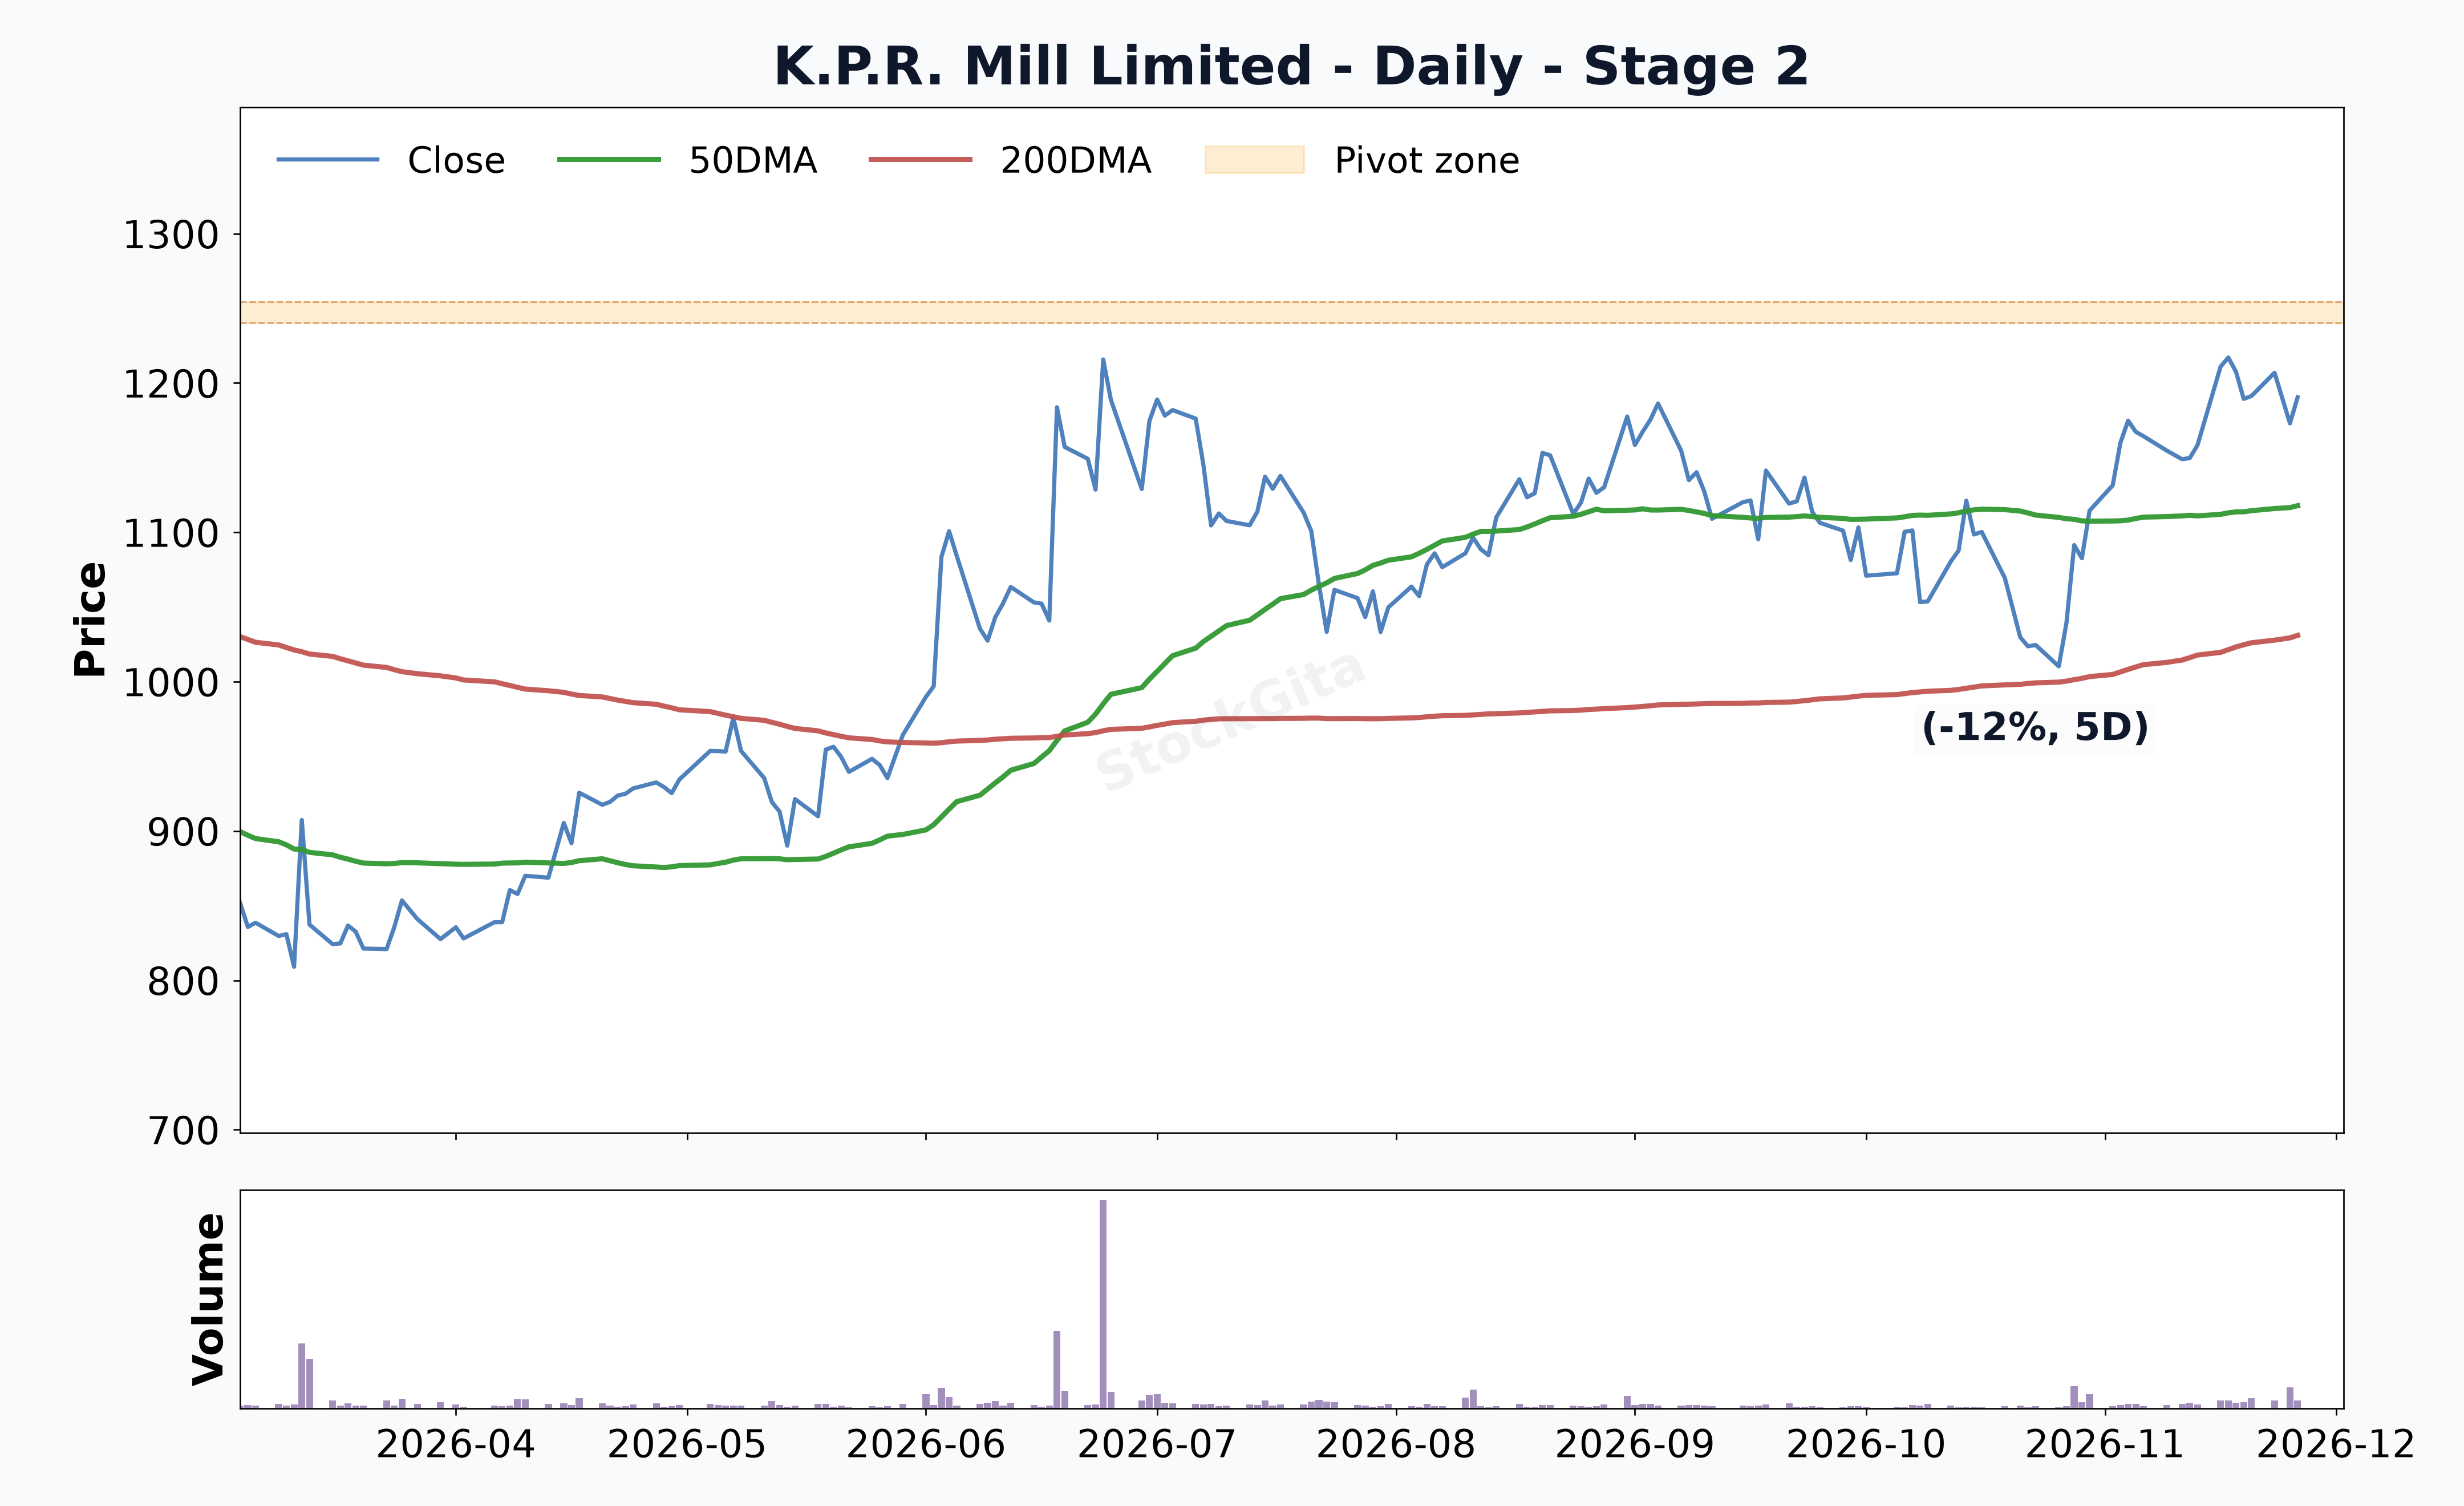 K.P.R. Mill Limited - Daily - Stage 2
Close 50DMA 200DMA Pivot zone
1300
1200
1100
1000
900
800
700
Price
StockGita
(-12%, 5D)
Volume
2026-04 2026-05 2026-06 2026-07 2026-08 2026-09 2026-10 2026-11 2026-12